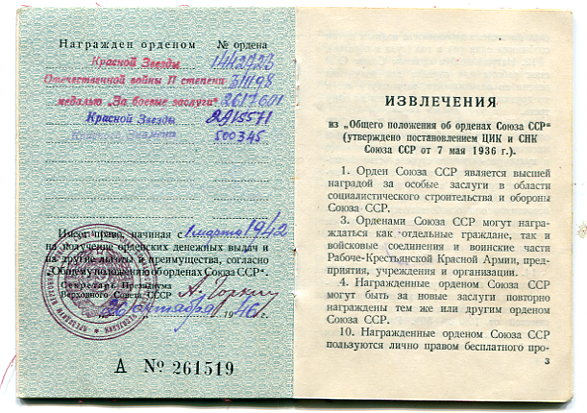 Награжден орденом № ордена
Красной Звезды 1442723
Отечественной войны II степени 311198
медалью „За боевые заслуги“ 2617601
Красной Звезды 2915571
Красного Знамени 500345
Имеет право, начиная с 1 марта 1942
на получение орденских денежных выдач и
на другие льготы и преимущества, согласно
„Общему положению об орденах Союза ССР“.
Секретарь Президиума
Верховного Совета СССР А. Горкин
26 октября 1946 г.
А № 261519
ИЗВЛЕЧЕНИЯ
из „Общего положения об орденах Союза ССР“
(утверждено постановлением ЦИК и СНК
Союза ССР от 7 мая 1936 г.).
1. Орден Союза ССР является высшей
наградой за особые заслуги в области
социалистического строительства и обороны
Союза ССР.
3. Орденами Союза ССР могут награ-
ждаться как отдельные граждане, так и
войсковые соединения и воинские части
Рабоче-Крестьянской Красной Армии, пред-
приятия, учреждения и организации.
4. Награжденные орденом Союза ССР
могут быть за новые заслуги повторно
награждены тем же или другим орденом
Союза ССР.
10. Награжденные орденом Союза ССР
пользуются лично правом бесплатного про-
3